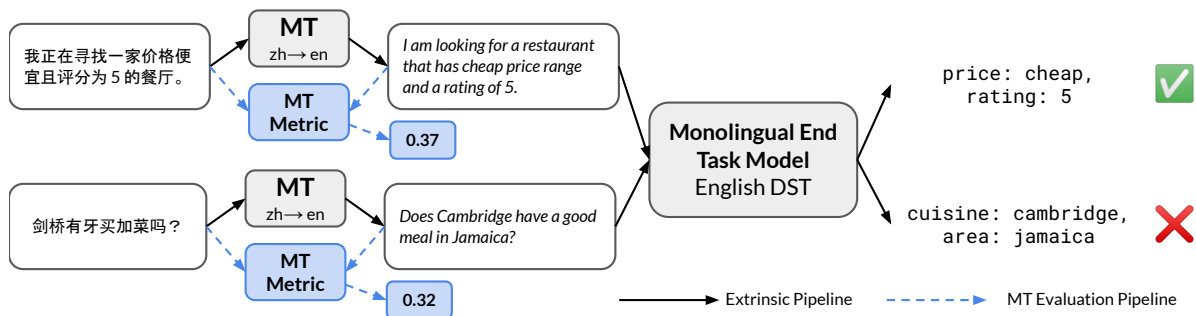 我正在寻找一家价格便
宜且评分为 5 的餐厅。
MT
zh→ en
MT
Metric
0.37
I am looking for a restaurant
that has cheap price range
and a rating of 5.
剑桥有牙买加菜吗？
MT
zh→ en
MT
Metric
0.32
Does Cambridge have a good
meal in Jamaica?
Monolingual End
Task Model
English DST
price: cheap,
rating: 5
cuisine: cambridge,
area: jamaica
Extrinsic Pipeline
MT Evaluation Pipeline